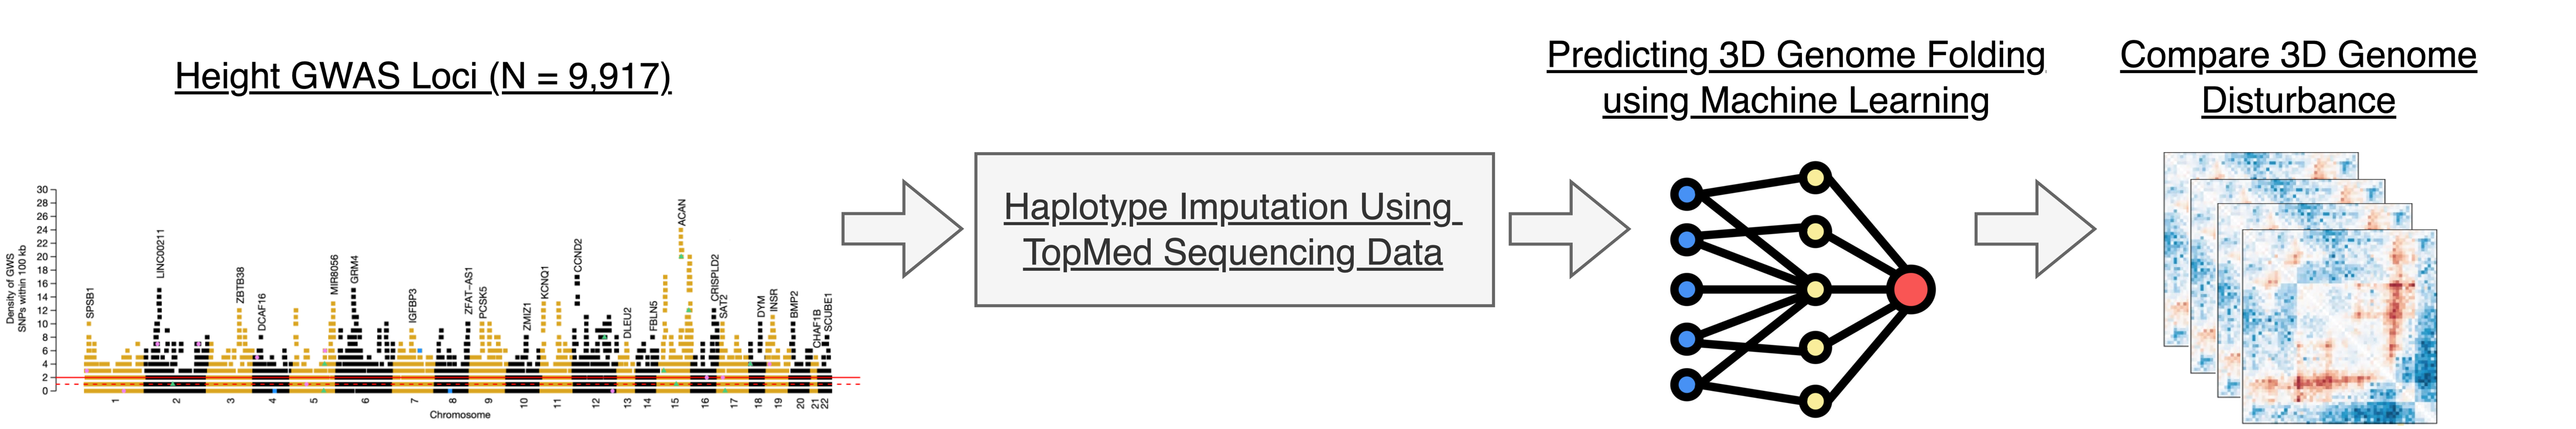 Height GWAS Loci (N = 9,917)
Predicting 3D Genome Folding
using Machine Learning
Compare 3D Genome
Disturbance
Haplotype Imputation Using
TopMed Sequencing Data
Density of GWS
SNPs within 100 kb
30
28
26
24
22
20
18
16
14
12
10
8
6
4
2
0
SPSB1
LINC00211
ZBTB38
DCAF16
MIR8056
GRM4
IGFBP3
ZFAT-AS1
PCSK5
ZMIZ1
KCNQ1
CCND2
DLEU2
FBLN5
ACAN
CRISPLD2
SAT2
DYM
INSR
BMP2
CHAF1B
SCUBE1
1
2
3
4
5
6
7
8
9
10
11
12
13
14
15
16
17
18
19
20
21
22
Chromosome